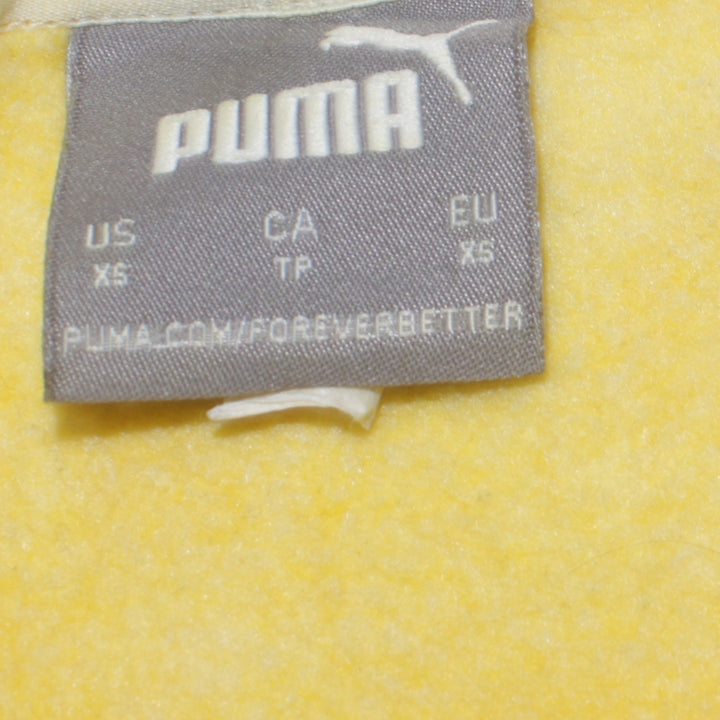 PUMA
US CA EU
XS TP XS
PUMA.COM/FOREVERBETTER